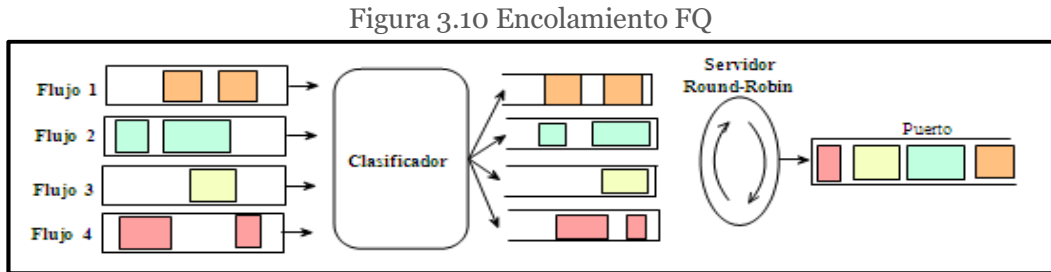 Figura 3.10 Encolamiento FQ
Flujo 1
Flujo 2
Flujo 3
Flujo 4
Clasificador
Servidor
Round-Robin
Puerto